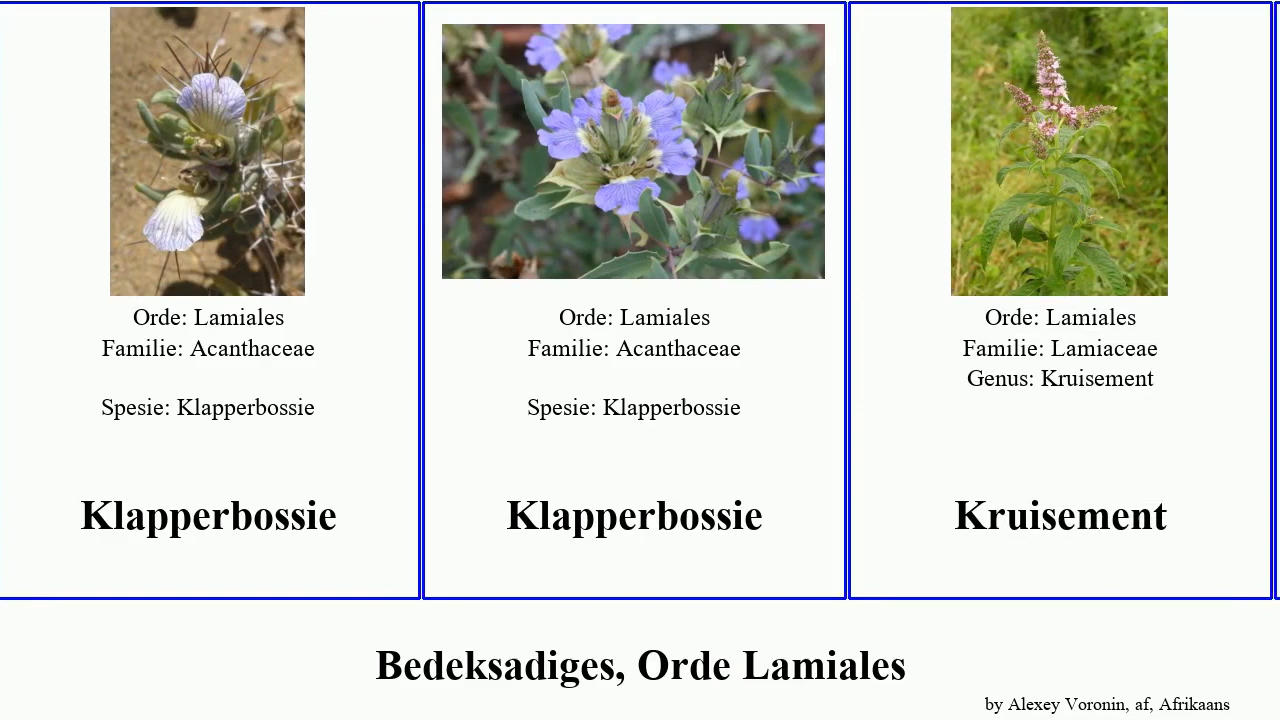 Orde: Lamiales
Familie: Acanthaceae
Spesie: Klapperbossie
Klapperbossie
Orde: Lamiales
Familie: Acanthaceae
Spesie: Klapperbossie
Klapperbossie
Orde: Lamiales
Familie: Lamiaceae
Genus: Kruisement
Kruisement
Bedeksadiges, Orde Lamiales
by Alexey Voronin, af, Afrikaans